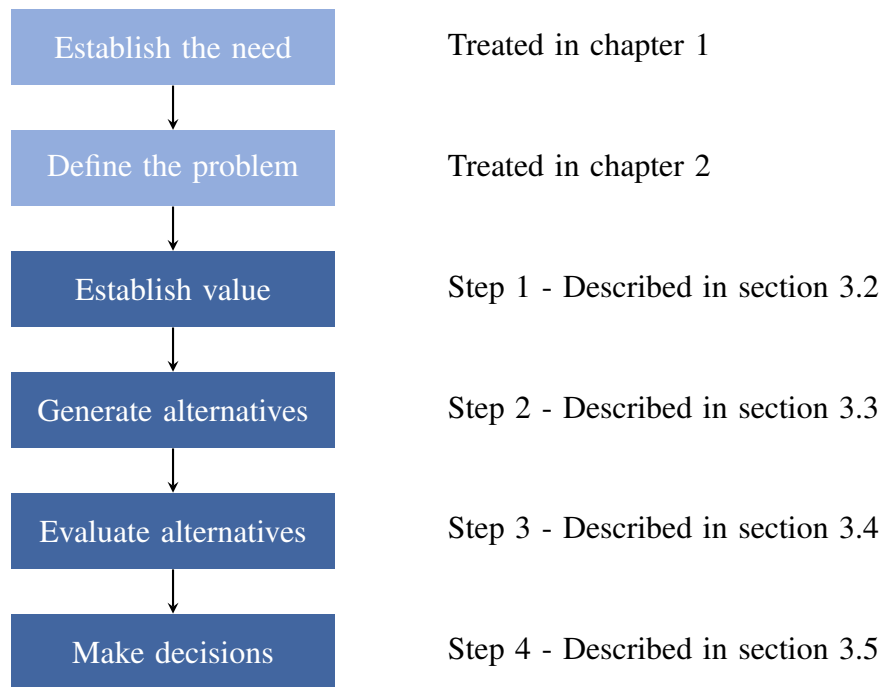 Establish the need
Treated in chapter 1
Define the problem
Treated in chapter 2
Establish value
Step 1 - Described in section 3.2
Generate alternatives
Step 2 - Described in section 3.3
Evaluate alternatives
Step 3 - Described in section 3.4
Make decisions
Step 4 - Described in section 3.5